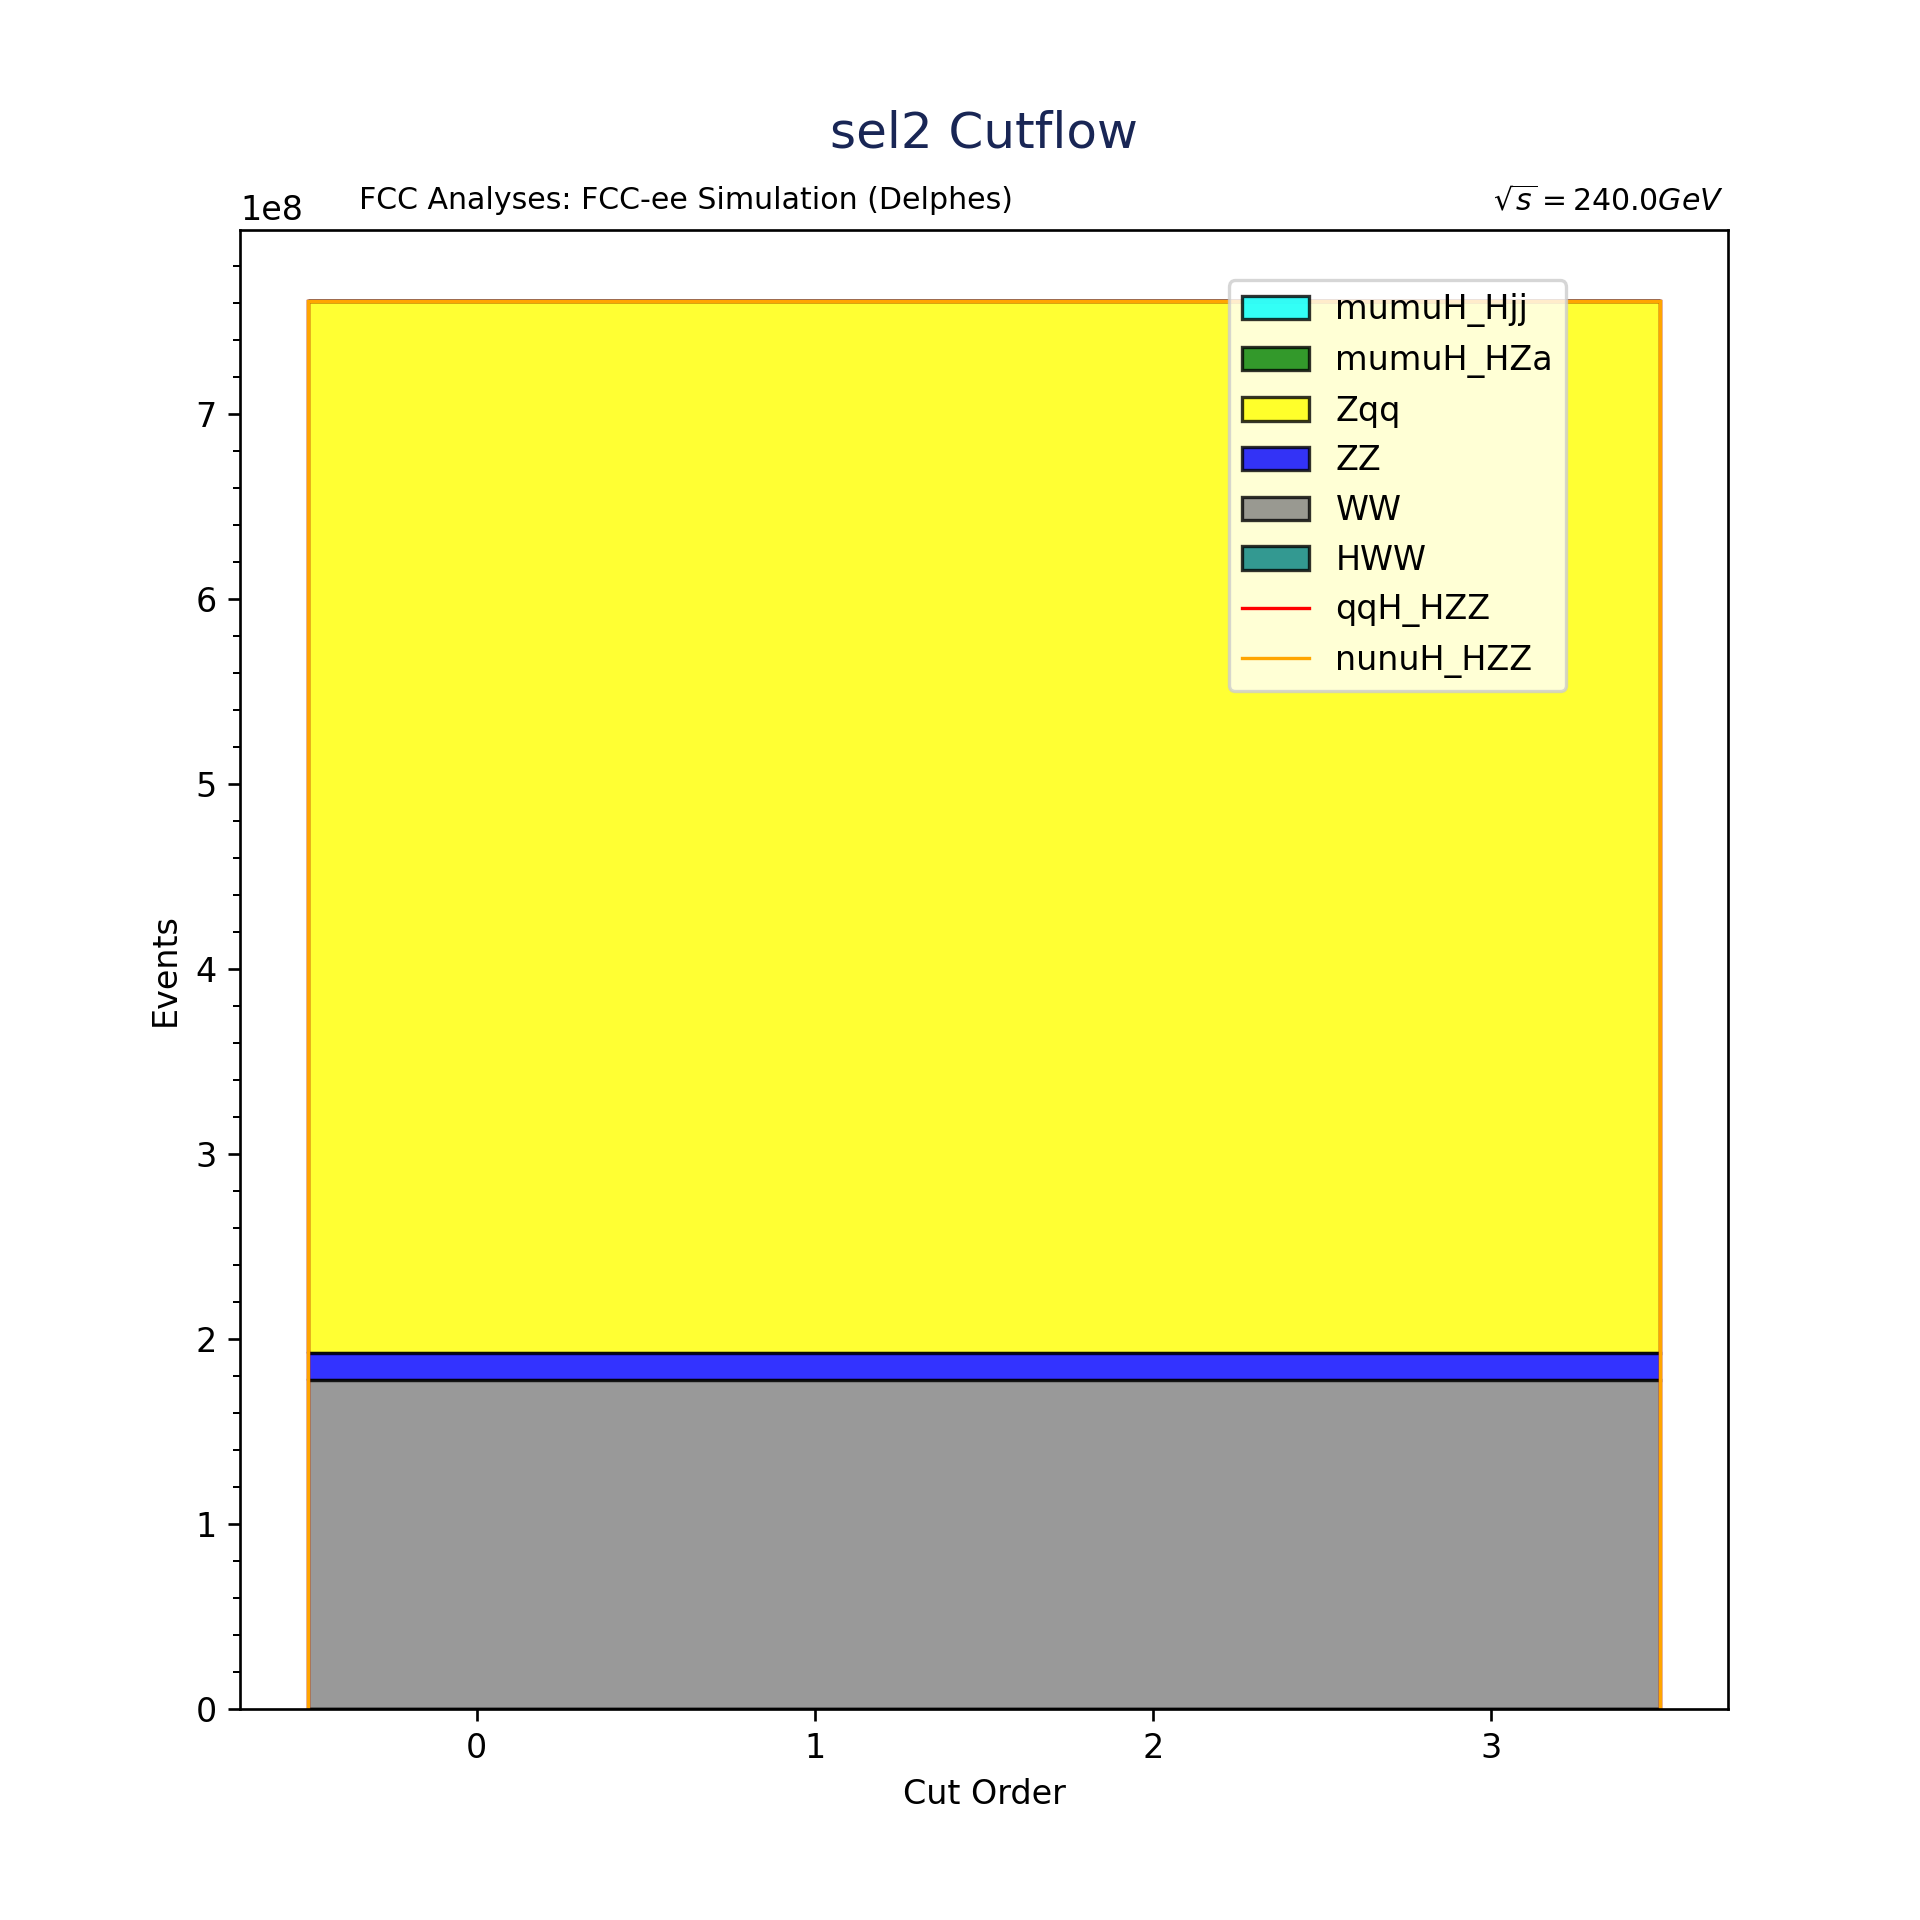 sel2 Cutflow
1e8
FCC Analyses: FCC-ee Simulation (Delphes)
√s = 240.0GeV
mumuH_Hjj
mumuH_HZa
Zqq
ZZ
WW
HWW
qqH_HZZ
nunuH_HZZ
7
6
5
4
3
2
1
0
Events
0 1 2 3
Cut Order